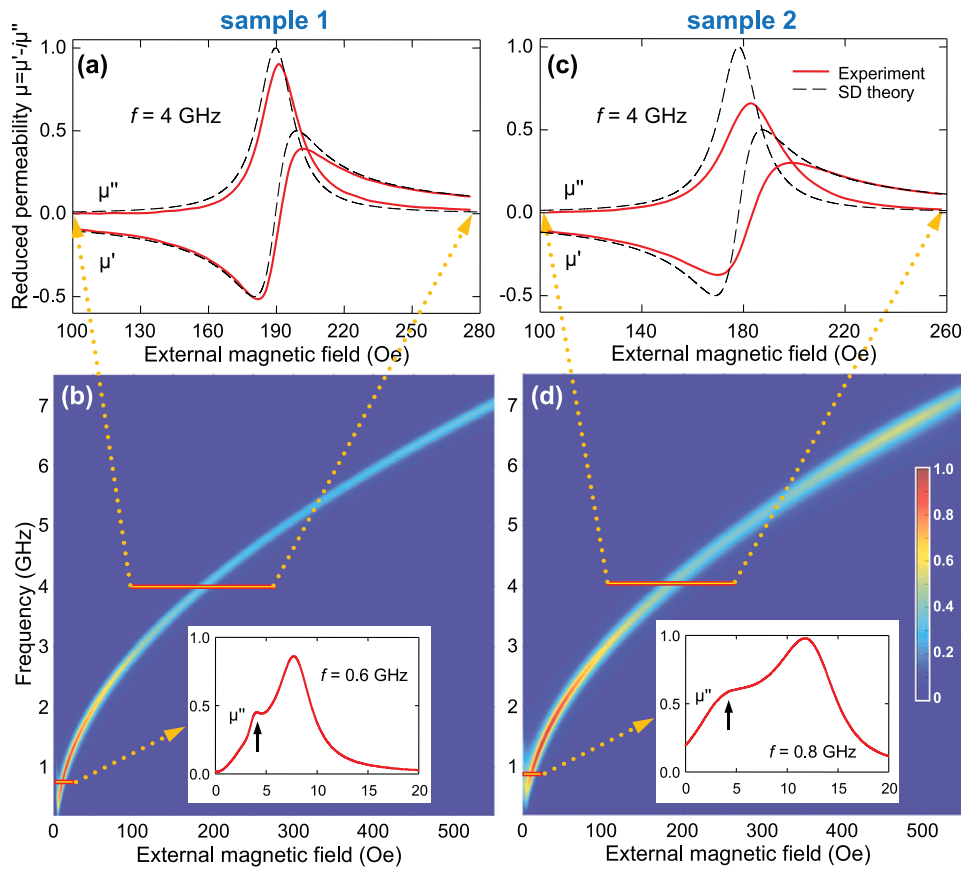 sample 1
sample 2
(a)
f = 4 GHz
μ''
μ'
Reduced permeability μ=μ'-iμ''
1.0
0.5
0.0
-0.5
100 130 160 190 220 250 280
External magnetic field (Oe)
(c)
f = 4 GHz
Experiment
SD theory
μ''
μ'
1.0
0.5
0.0
-0.5
100 140 180 220 260
External magnetic field (Oe)
(b)
Frequency (GHz)
7
6
5
4
3
2
1
1.0
0.5
0.0
μ''
f = 0.6 GHz
0 5 10 15 20
0 100 200 300 400 500
External magnetic field (Oe)
(d)
1.0
0.8
0.6
0.4
0.2
0
7
6
5
4
3
2
1
1.0
0.5
0.0
μ''
f = 0.8 GHz
0 5 10 15 20
0 100 200 300 400 500
External magnetic field (Oe)